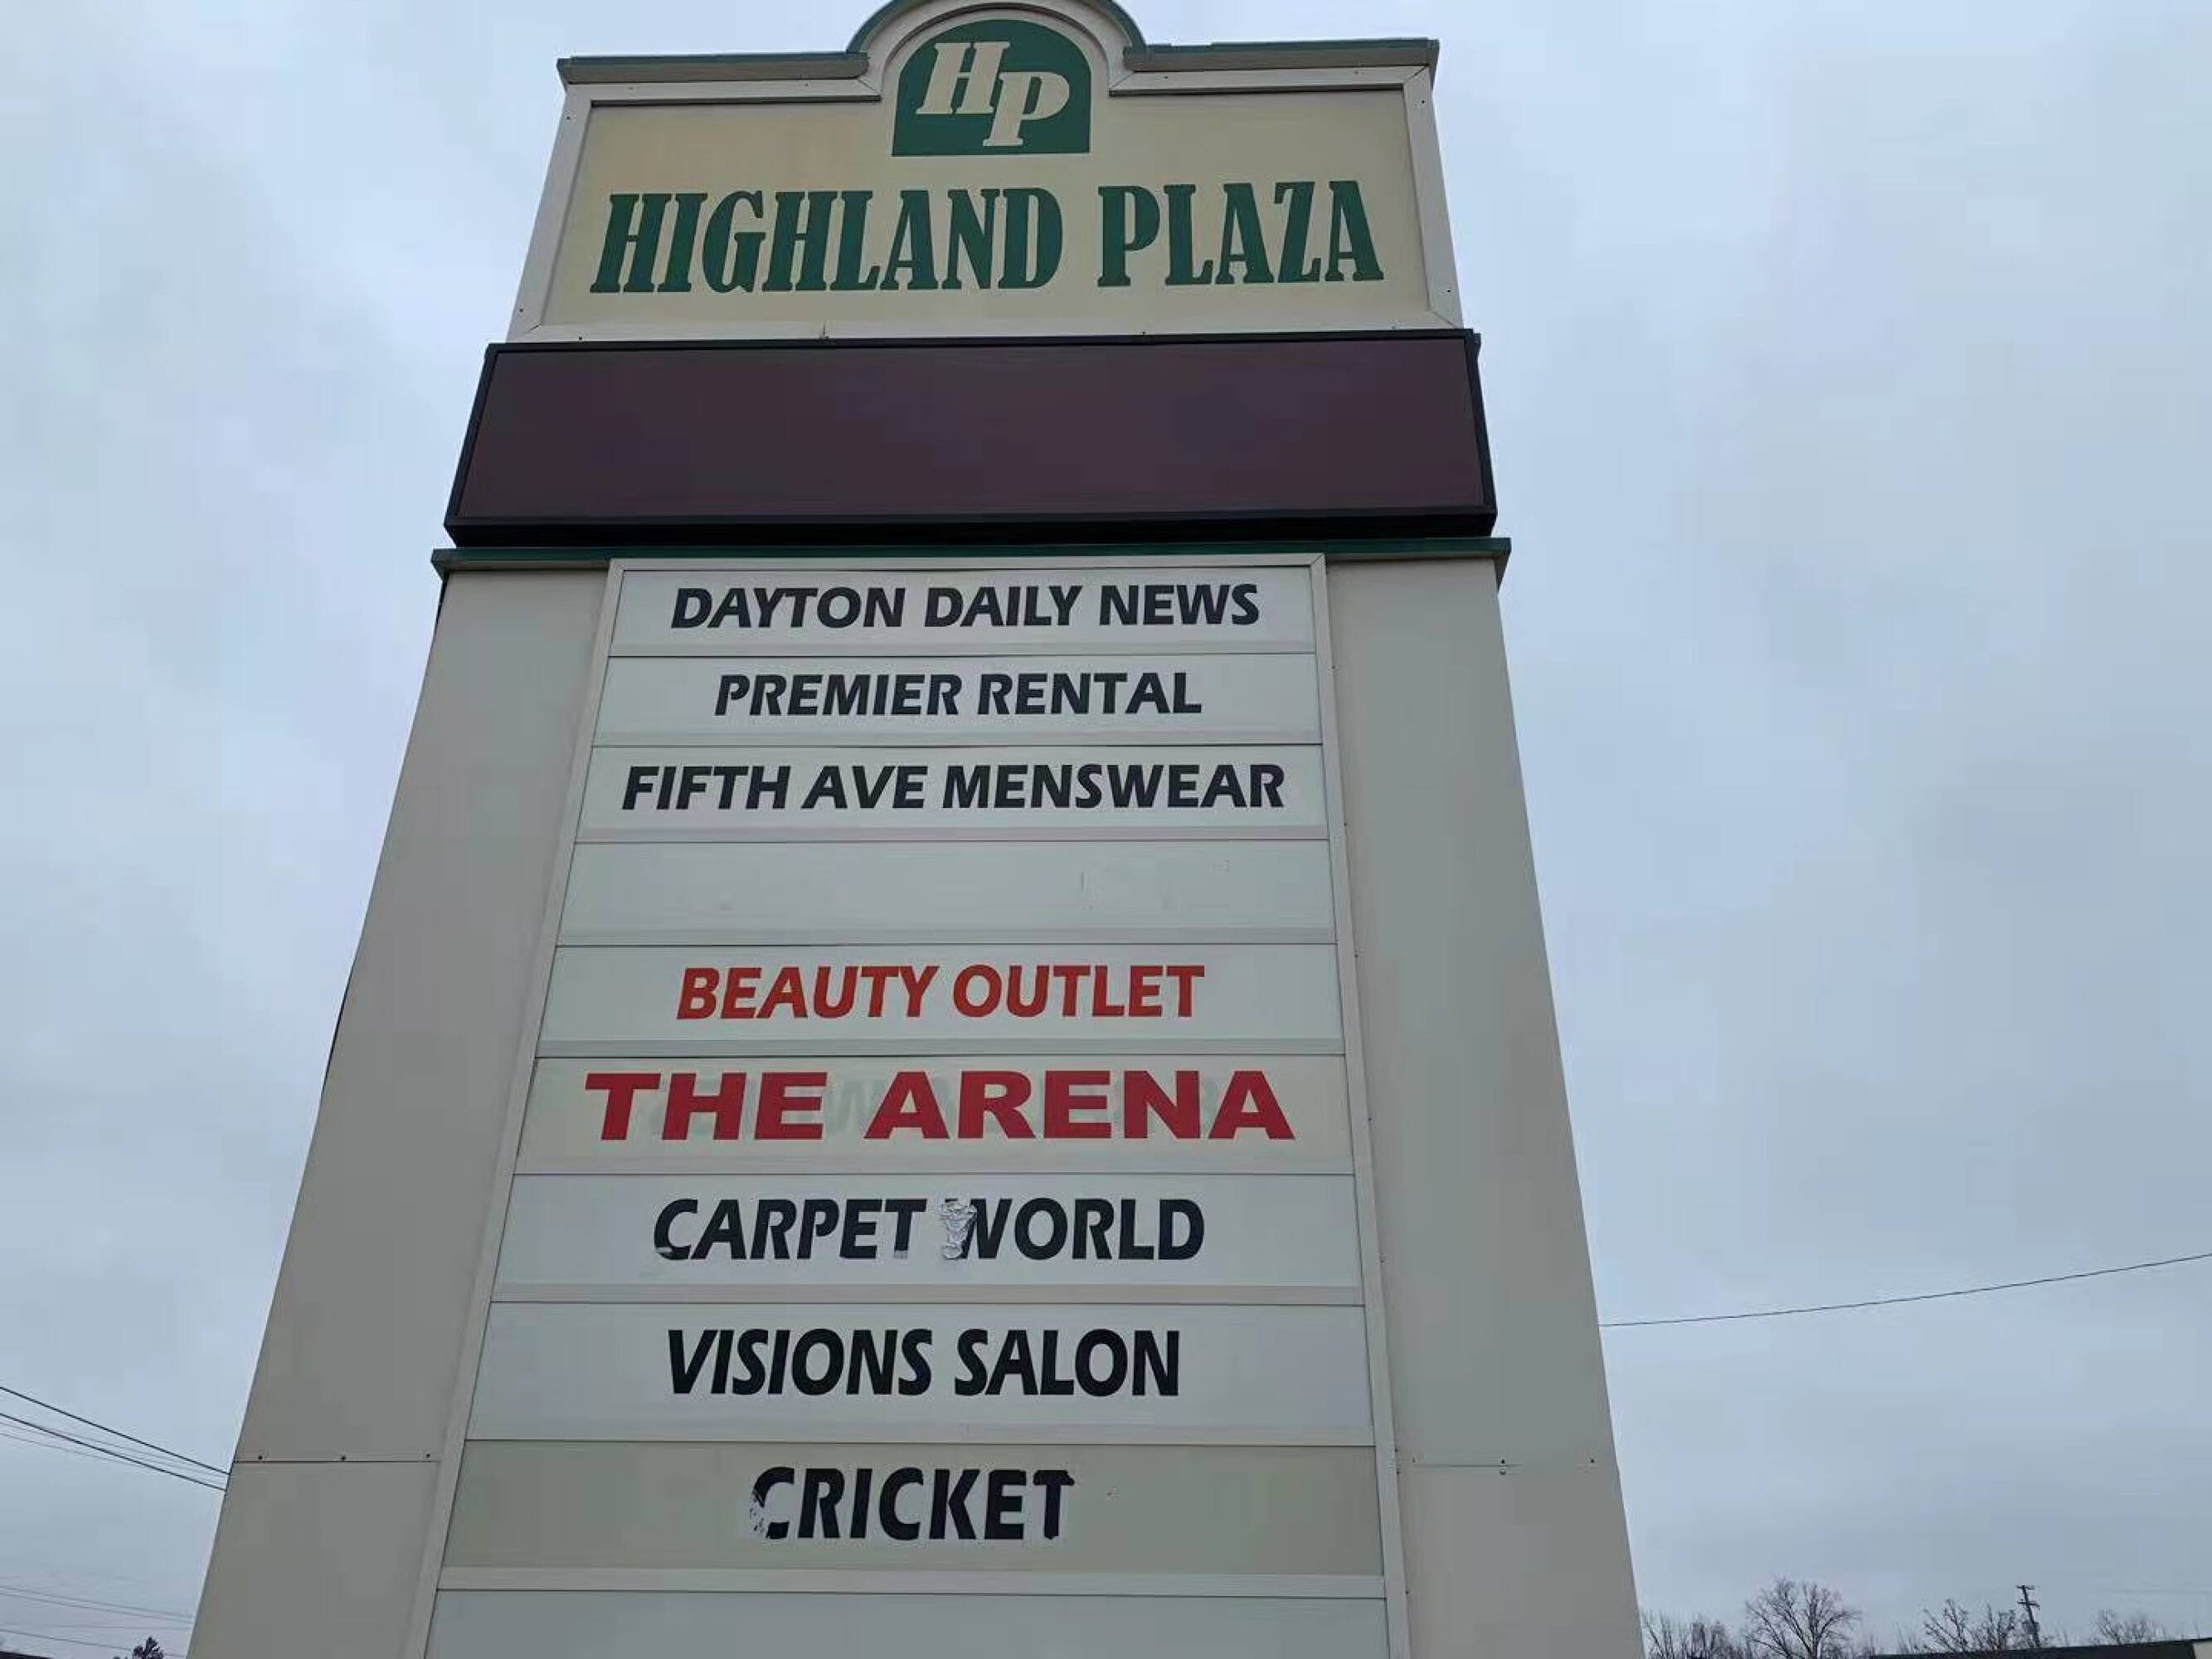 HP
HIGHLAND PLAZA
DAYTON DAILY NEWS
PREMIER RENTAL
FIFTH AVE MENSWEAR
BEAUTY OUTLET
THE ARENA
CARPET WORLD
VISIONS SALON
CRICKET